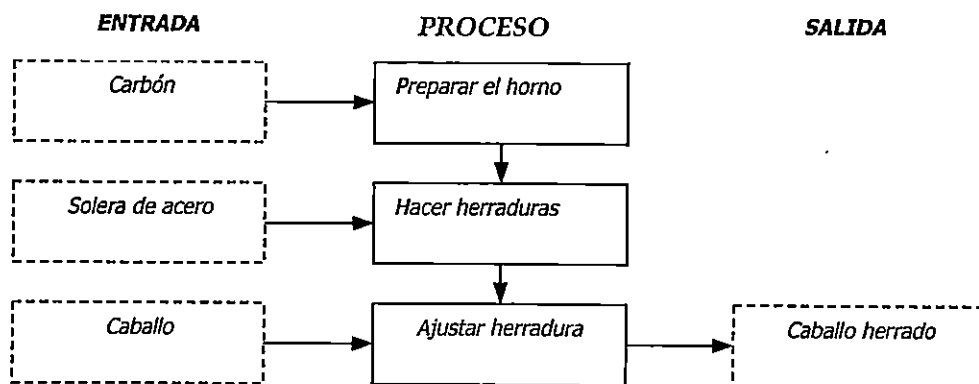 ENTRADA
PROCESO
SALIDA
Carbón
Preparar el horno
Solera de acero
Hacer herraduras
Caballo
Ajustar herradura
Caballo herrado